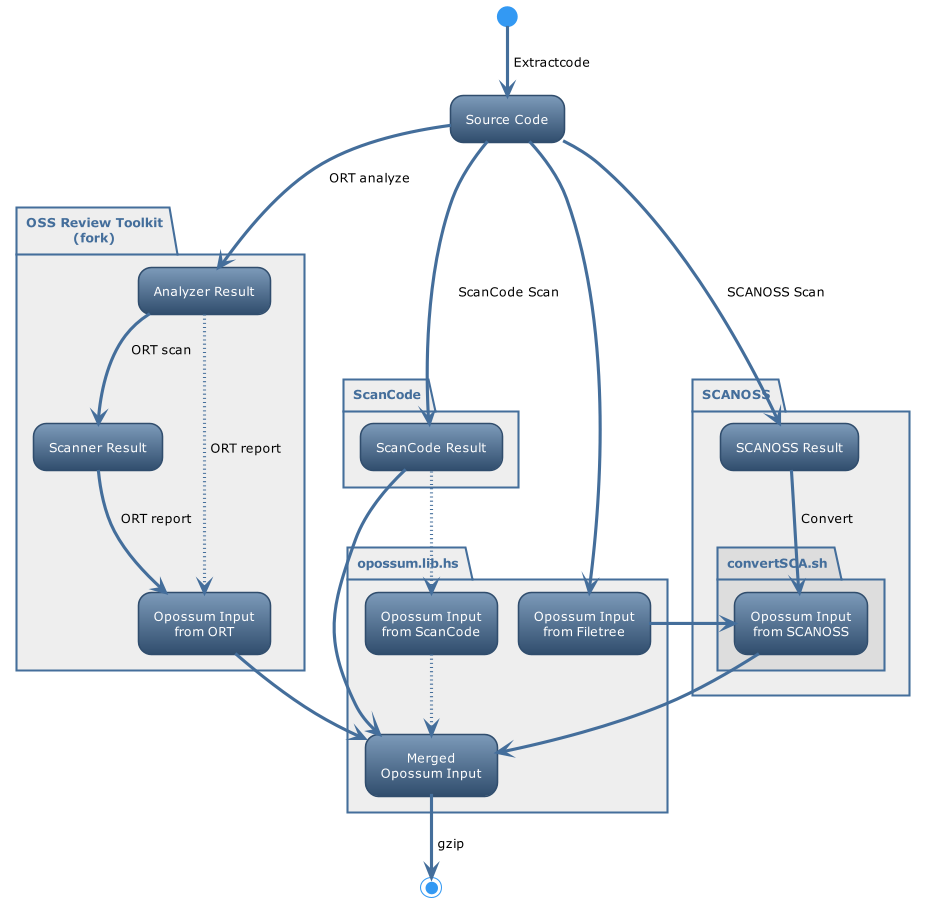 Extractcode
Source Code
ORT analyze
OSS Review Toolkit
(fork)
Analyzer Result
ScanCode Scan
SCANOSS Scan
ORT scan
ScanCode
SCANOSS
Scanner Result
ORT report
ScanCode Result
SCANOSS Result
ORT report
Convert
opossum.lib.hs
convertSCA.sh
Opossum Input
from ORT
Opossum Input
from ScanCode
Opossum Input
from Filetree
Opossum Input
from SCANOSS
Merged
Opossum Input
gzip